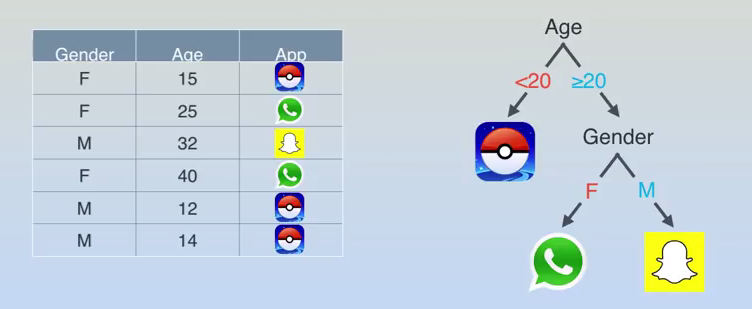 Gender Age App
F 15
F 25
M 32
F 40
M 12
M 14
Age
<20 ≥20
Gender
F M